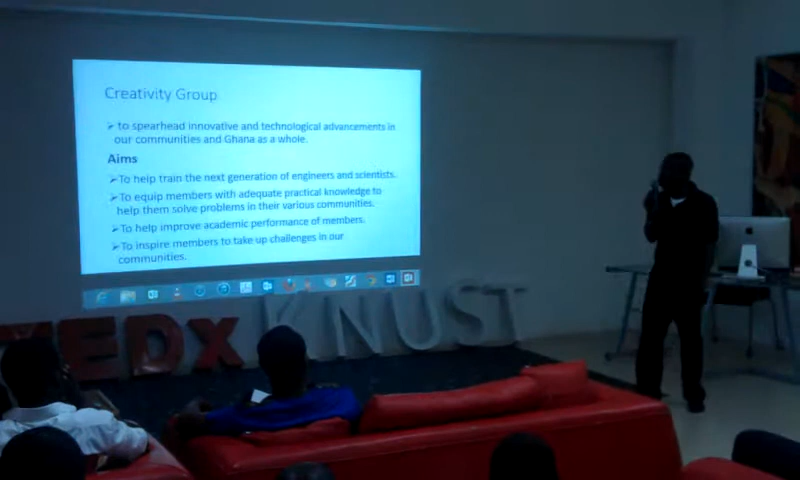 Creativity Group
➢ to spearhead innovative and technological advancements in
our communities and Ghana as a whole.
Aims
➢To help train the next generation of engineers and scientists.
➢To equip members with adequate practical knowledge to
help them solve problems in their various communities.
➢To help improve academic performance of members.
➢To inspire members to take up challenges in our
communities.
TEDx KNUST